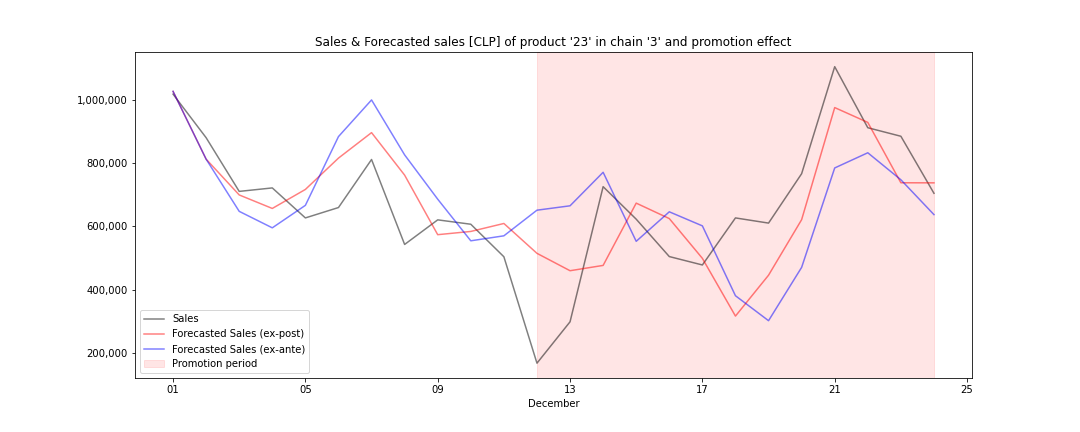 Sales & Forecasted sales [CLP] of product '23' in chain '3' and promotion effect
1,000,000
800,000
600,000
400,000
200,000
Sales
Forecasted Sales (ex-post)
Forecasted Sales (ex-ante)
Promotion period
01 05 09 13 17 21 25
December